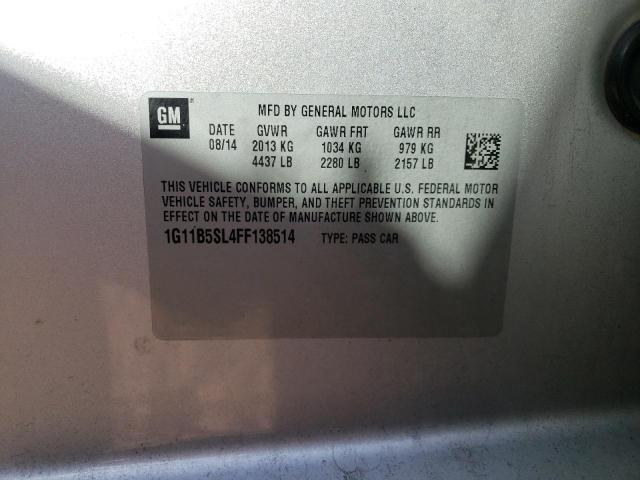 GM ® MFD BY GENERAL MOTORS LLC
DATE GVWR GAWR FRT GAWR RR
08/14 2013 KG 1034 KG 979 KG
4437 LB 2280 LB 2157 LB
THIS VEHICLE CONFORMS TO ALL APPLICABLE U.S. FEDERAL MOTOR
VEHICLE SAFETY, BUMPER, AND THEFT PREVENTION STANDARDS IN
EFFECT ON THE DATE OF MANUFACTURE SHOWN ABOVE.
1G11B5SL4FF138514 TYPE: PASS CAR